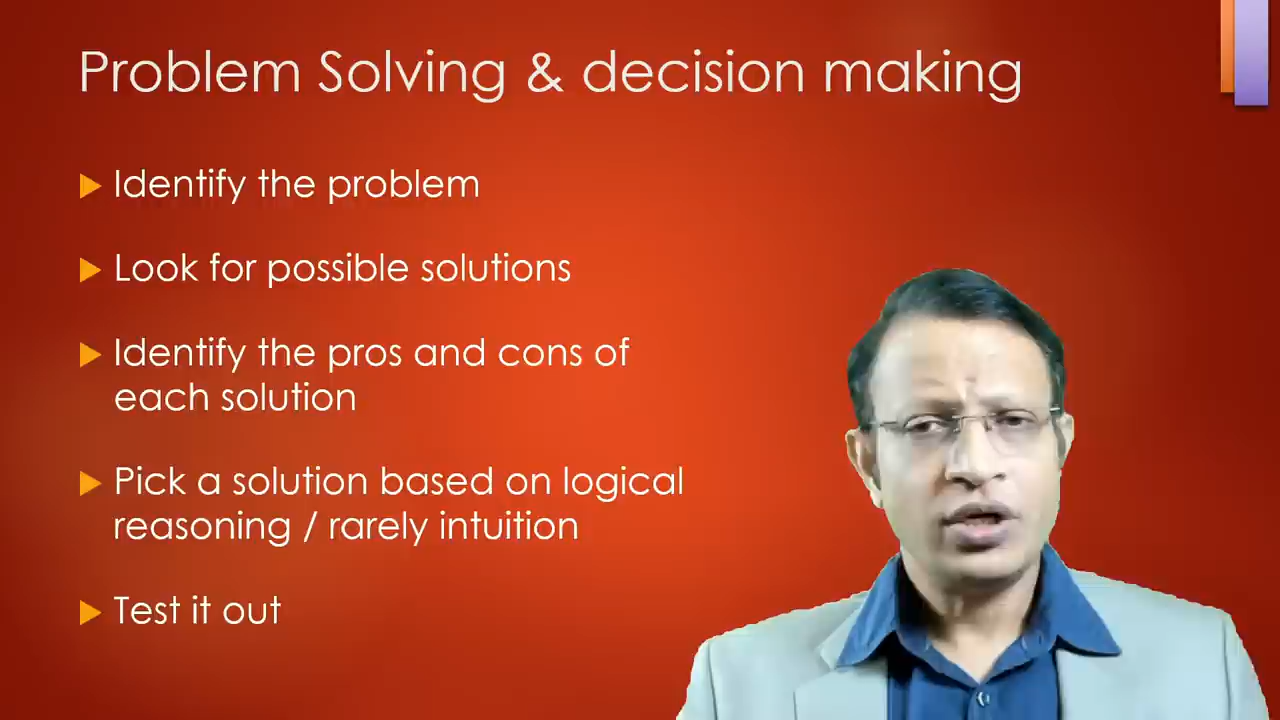 Problem Solving & decision making
Identify the problem
Look for possible solutions
Identify the pros and cons of
each solution
Pick a solution based on logical
reasoning / rarely intuition
Test it out